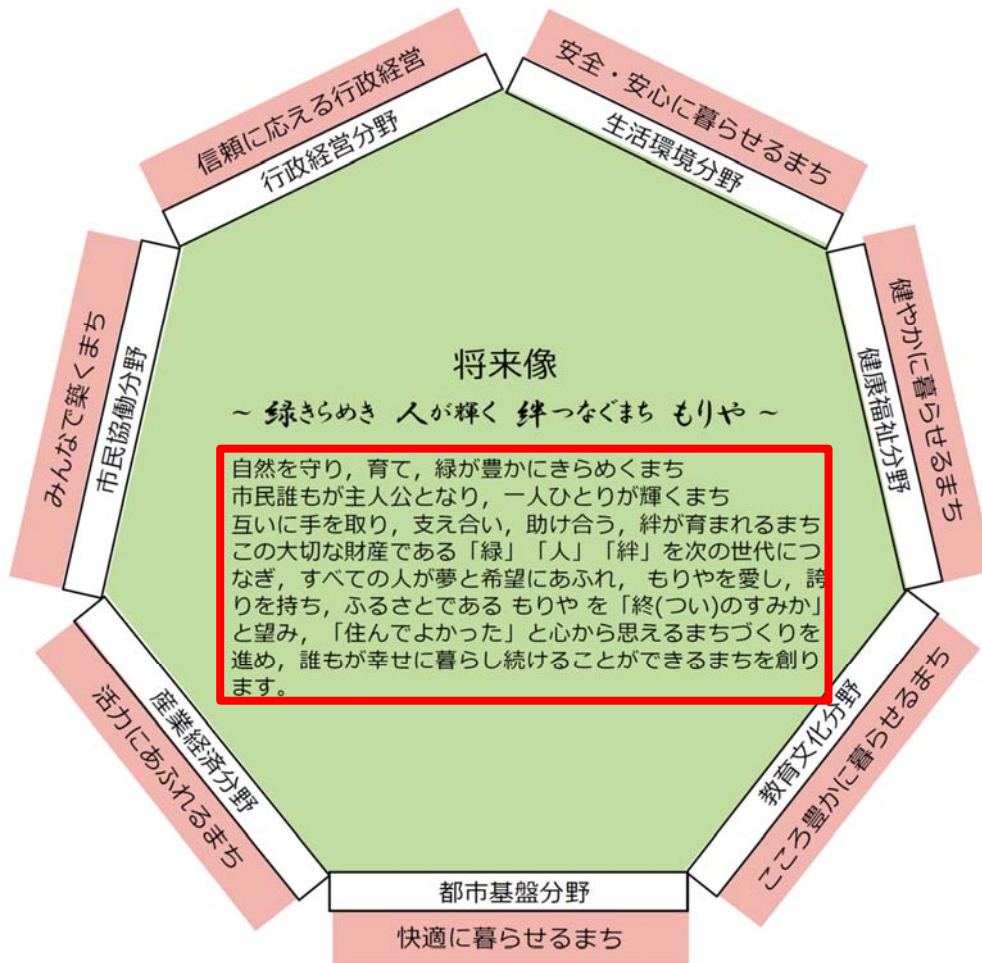 信頼に応える行政経営
行政経営分野
安全・安心に暮らせるまち
生活環境分野
みんなで築くまち
市民協働分野
健やかに暮らせるまち
健康福祉分野
将来像
~ 緑きらめき 人が輝く 絆つなぐまち もりや ~
自然を守り，育て，緑が豊かにきらめくまち
市民誰もが主人公となり，一人ひとりが輝くまち
互いに手を取り，支え合い，助け合う，絆が育まれるまち
この大切な財産である「緑」「人」「絆」を次の世代につ
なぎ，すべての人が夢と希望にあふれ， もりやを愛し，誇
りを持ち，ふるさとである もりや を「終(つい)のすみか」
と望み，「住んでよかった」と心から思えるまちづくりを
進め，誰もが幸せに暮らし続けることができるまちを創り
ます。
産業経済分野
活力にあふれるまち
教育文化分野
こころ豊かに暮らせるまち
都市基盤分野
快適に暮らせるまち